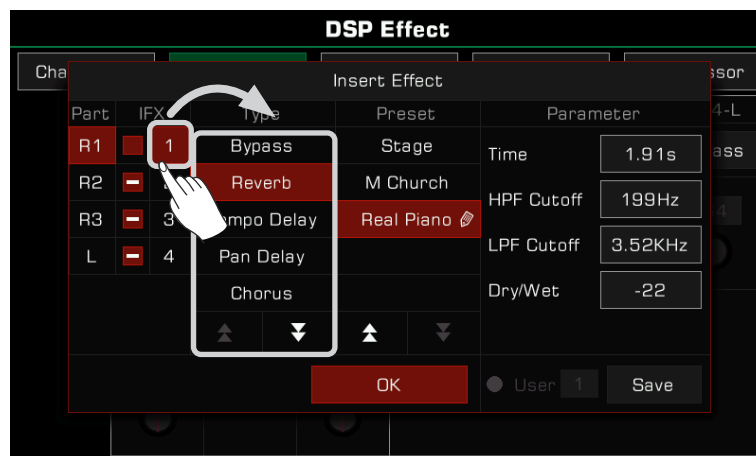 DSP Effect
Cha
ssor
Insert Effect
Part IFX Type Preset Parameter
4-L
R1 1 Bypass Stage Time 1.91s
ass
R2 Reverb M Church HPF Cutoff 199Hz
R3 3 mpo Delay Real Piano
4
L 4 Pan Delay LPF Cutoff 3.52KHz
Chorus Dry/Wet -22
OK User 1 Save